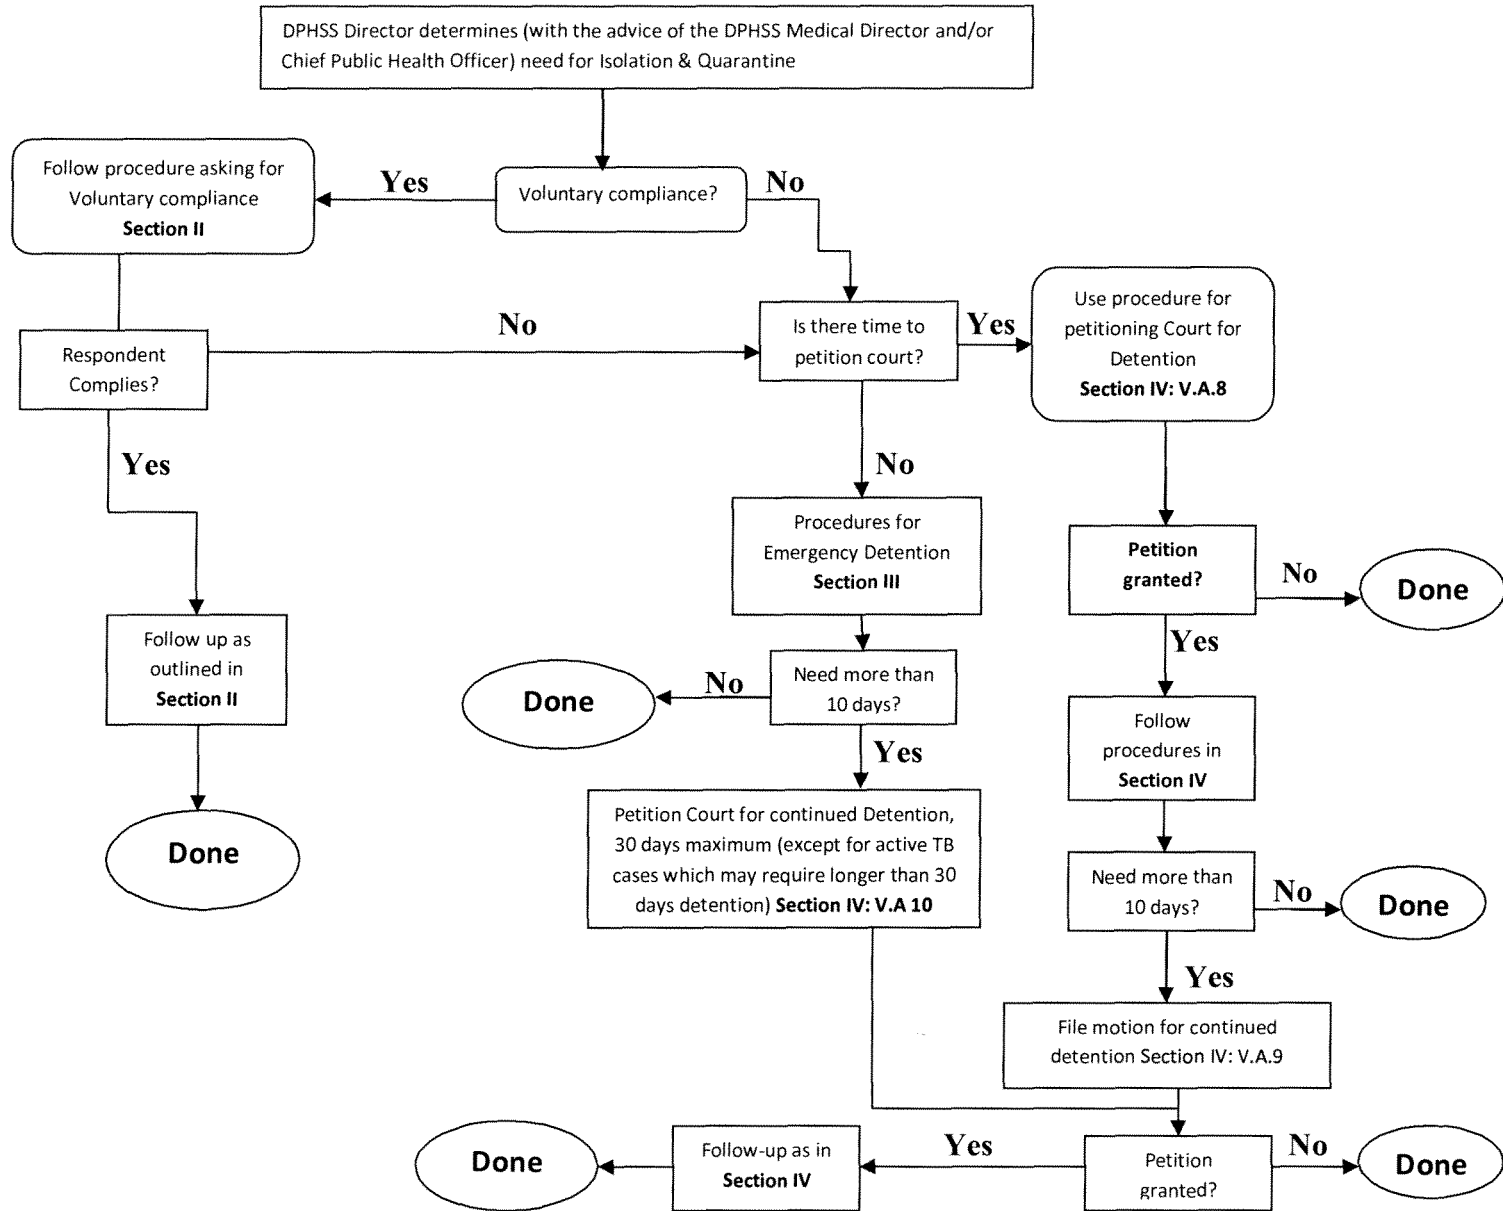 DPHSS Director determines (with the advice of the DPHSS Medical Director and/or
Chief Public Health Officer) need for Isolation & Quarantine
Follow procedure asking for
Voluntary compliance
Section II
Yes
Voluntary compliance?
No
Use procedure for
petitioning Court for
Detention
Section IV: V.A.8
Is there time to
petition court?
Yes
No
Respondent
Complies?
Yes
No
Procedures for
Emergency Detention
Section III
Petition
granted?
No
Done
Yes
Follow up as
outlined in
Section II
Need more than
10 days?
No
Done
Yes
Follow
procedures in
Section IV
Done
Petition Court for continued Detention,
30 days maximum (except for active TB
cases which may require longer than 30
days detention) Section IV: V.A 10
Need more than
10 days?
No
Done
Yes
File motion for continued
detention Section IV: V.A.9
Done
Follow-up as in
Section IV
Yes
Petition
granted?
No
Done